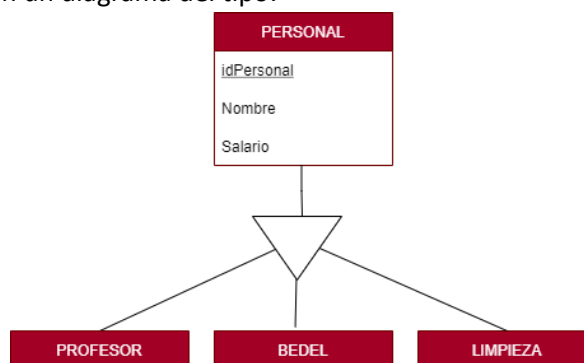 un diagrama del tipo:
PERSONAL
idPersonal
Nombre
Salario
PROFESOR
BEDEL
LIMPIEZA